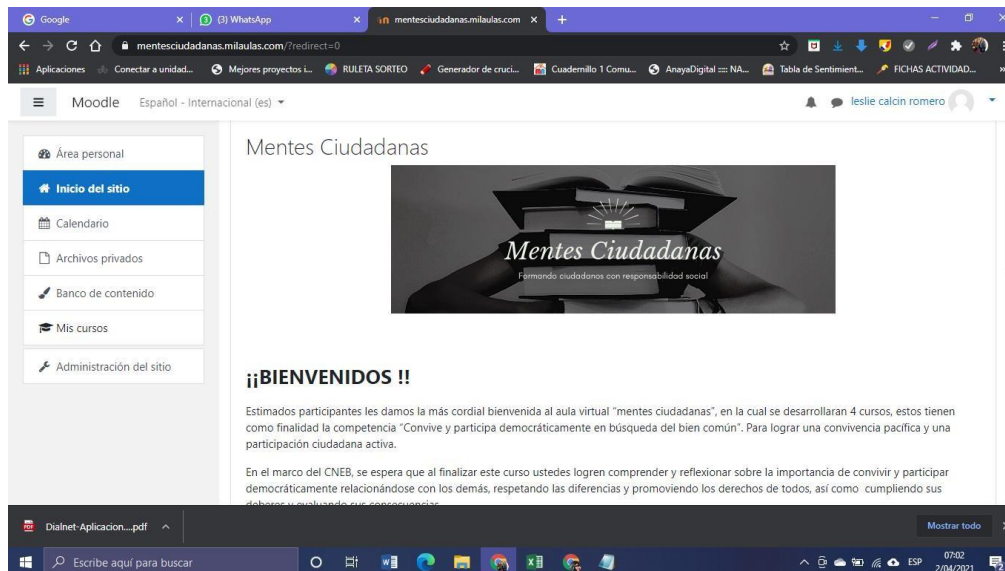 Google
(3) WhatsApp
mentesciudadanas.milaulas.com
mentesciudadanas.milaulas.com/?redirect=0
Aplicaciones Conectar a unidad... Mejores proyectos i... RULETA SORTEO Generador de cruci... Cuadernillo 1 Comu... AnayaDigital ::::: NA... Tabla de Sentimient... FICHAS ACTIVIDAD...
Moodle Español - Internacional (es) leslie calcin romero
Área personal
Inicio del sitio
Calendario
Archivos privados
Banco de contenido
Mis cursos
Administración del sitio
Mentes Ciudadanas
Mentes Ciudadanas
Formando ciudadanos con responsabilidad social
¡¡BIENVENIDOS !!
Estimados participantes les damos la más cordial bienvenida al aula virtual "mentes ciudadanas", en la cual se desarrollaran 4 cursos, estos tienen
como finalidad la competencia "Convive y participa democráticamente en búsqueda del bien común". Para lograr una convivencia pacífica y una
participación ciudadana activa.
En el marco del CNEB, se espera que al finalizar este curso ustedes logren comprender y reflexionar sobre la importancia de convivir y participar
democráticamente relacionándose con los demás, respetando las diferencias y promoviendo los derechos de todos, así como cumpliendo sus
deberes y evaluando sus consecuencias
Dialnet-Aplicacion....pdf
Mostrar todo
Escribe aquí para buscar
ESP
07:02
2/04/2021